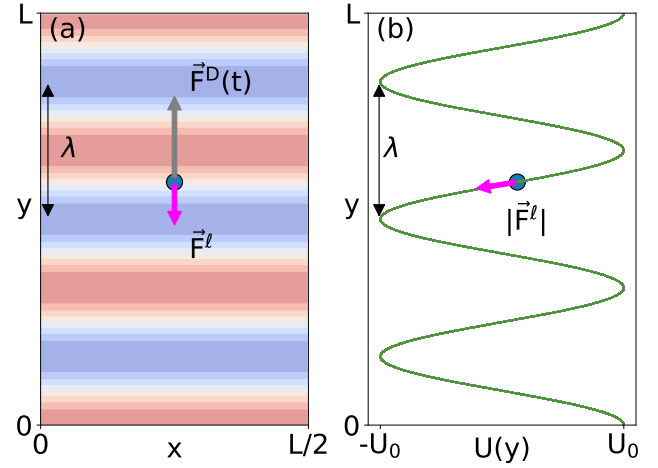 L
(a)
F⃗ᴰ(t)
λ
y
F⃗ˡ
0
0
x
L/2
L
(b)
λ
|F⃗ˡ|
y
0
-U₀
U(y)
U₀